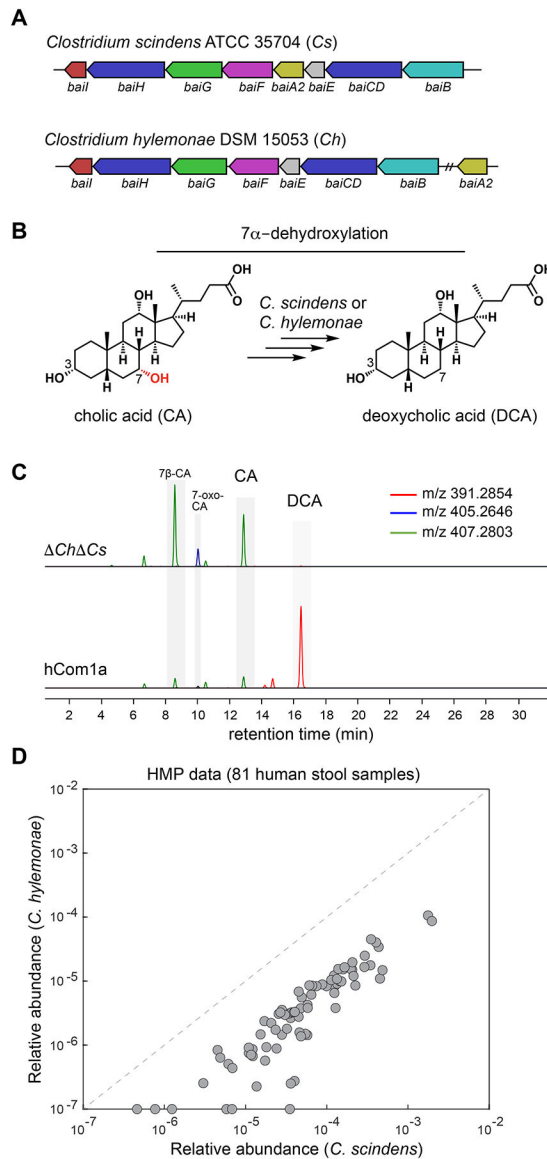 A
Clostridium scindens ATCC 35704 (Cs)
baiI baiH baiG baiF baiA2 baiE baiCD baiB
Clostridium hylemonae DSM 15053 (Ch)
baiI baiH baiG baiF baiE baiCD baiB baiA2
B
7α−dehydroxylation
OH
O
OH
H
H
H
H
HO
3
7
OH
H
cholic acid (CA)
C. scindens or
C. hylemonae
OH
O
OH
H
H
H
H
HO
3
7
H
deoxycholic acid (DCA)
C
7β-CA
7-oxo-
CA
CA
DCA
m/z 391.2854
m/z 405.2646
m/z 407.2803
ΔChΔCs
hCom1a
2 4 6 8 10 12 14 16 18 20 22 24 26 28 30
retention time (min)
D
HMP data (81 human stool samples)
Relative abundance (C. hylemonae)
10⁻²
10⁻³
10⁻⁴
10⁻⁵
10⁻⁶
10⁻⁷
10⁻⁷ 10⁻⁶ 10⁻⁵ 10⁻⁴ 10⁻³ 10⁻²
Relative abundance (C. scindens)